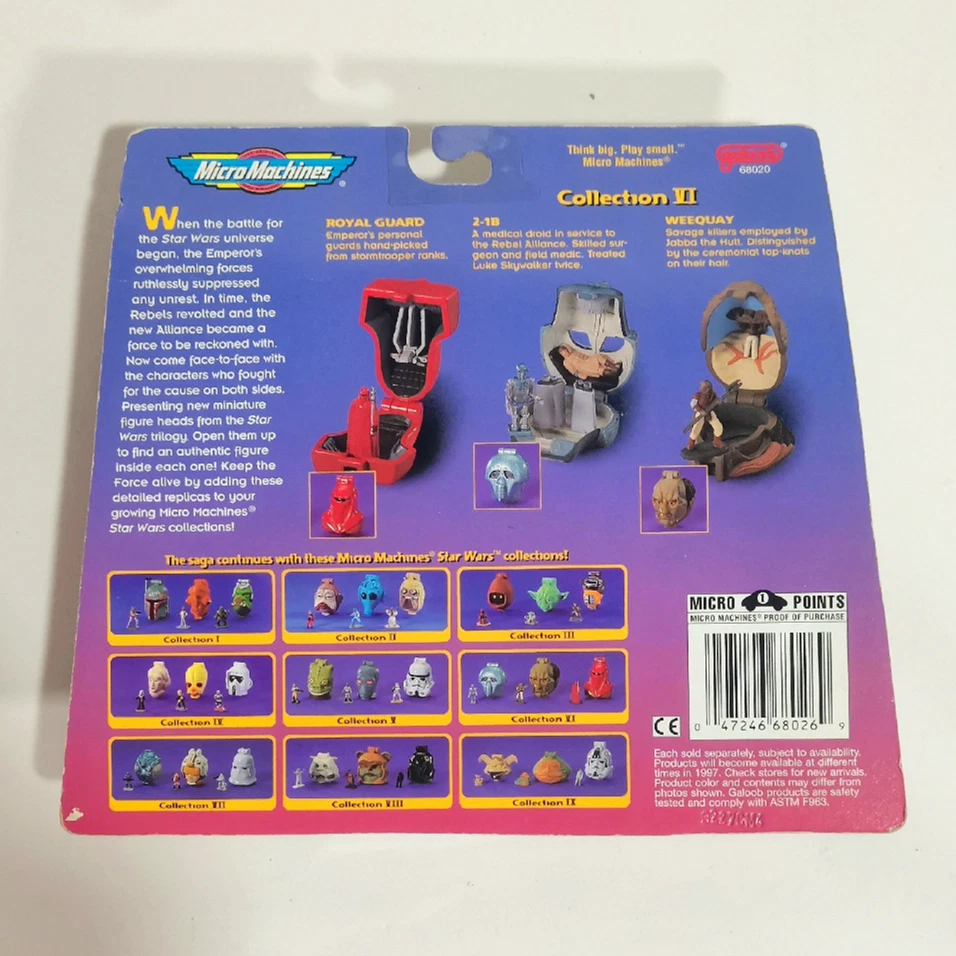 Micro Machines®
Think big. Play small.™
Micro Machines®
galoob®
68020
Collection VI
When the battle for
the Star Wars universe
began, the Emperor's
overwhelming forces
ruthlessly suppressed
any unrest. In time, the
Rebels revolted and the
new Alliance became a
force to be reckoned with.
Now come face-to-face with
the characters who fought
for the cause on both sides.
Presenting new miniature
figure heads from the Star
Wars trilogy. Open them up
to find an authentic figure
inside each one! Keep the
Force alive by adding these
detailed replicas to your
growing Micro Machines®
Star Wars collections!
ROYAL GUARD
Emperor's personal
guards hand-picked
from stormtrooper ranks.
2-1B
A medical droid in service to
the Rebel Alliance. Skilled sur-
geon and field medic. Treated
Luke Skywalker twice.
WEEQUAY
Savage killers employed by
Jabba the Hutt. Distinguished
by the ceremonial top-knots
on their hair.
The saga continues with these Micro Machines® Star Wars™ collections!
Collection I
Collection II
Collection III
Collection IV
Collection V
Collection VI
Collection VII
Collection VIII
Collection IX
MICRO 1 POINTS
MICRO MACHINES® PROOF OF PURCHASE
CE
0 47246 68026 9
Each sold separately, subject to availability.
Products will become available at different
times in 1997. Check stores for new arrivals.
Product color and contents may differ from
photos shown. Galoob products are safety
tested and comply with ASTM F963.